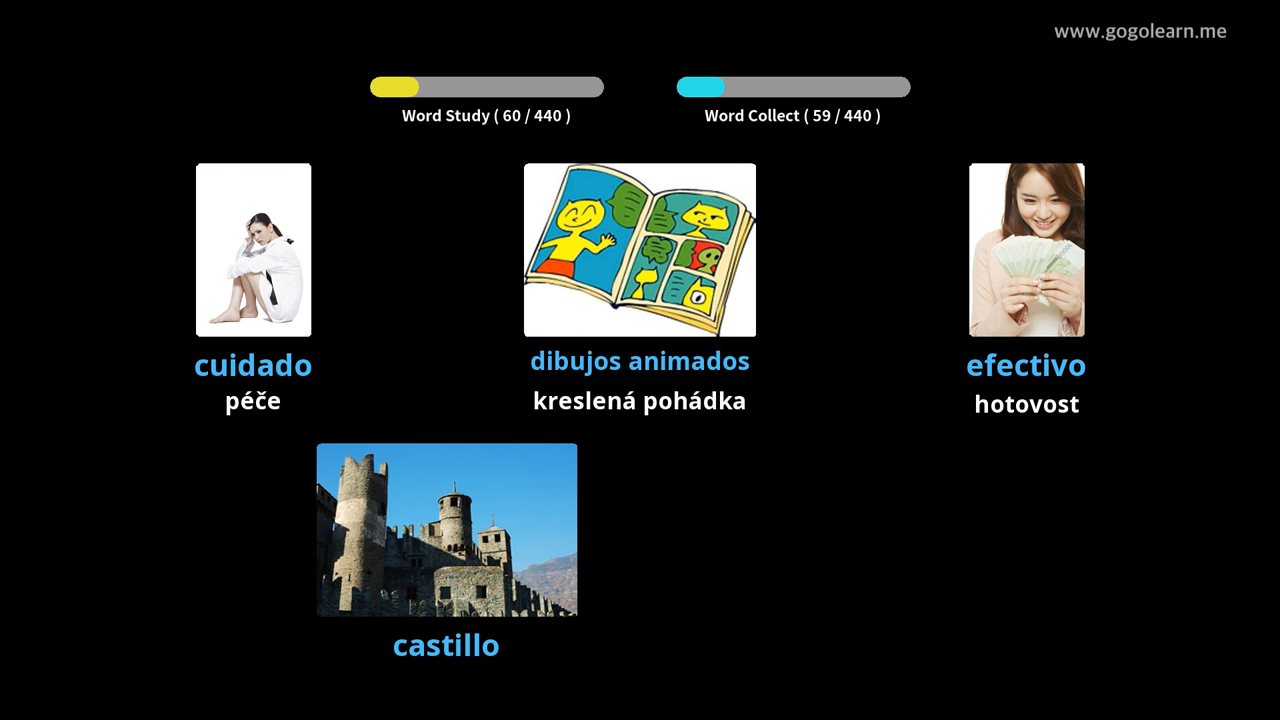 www.gogolearn.me
Word Study ( 60 / 440 )
Word Collect ( 59 / 440 )
cuidado
péče
dibujos animados
kreslená pohádka
efectivo
hotovost
castillo